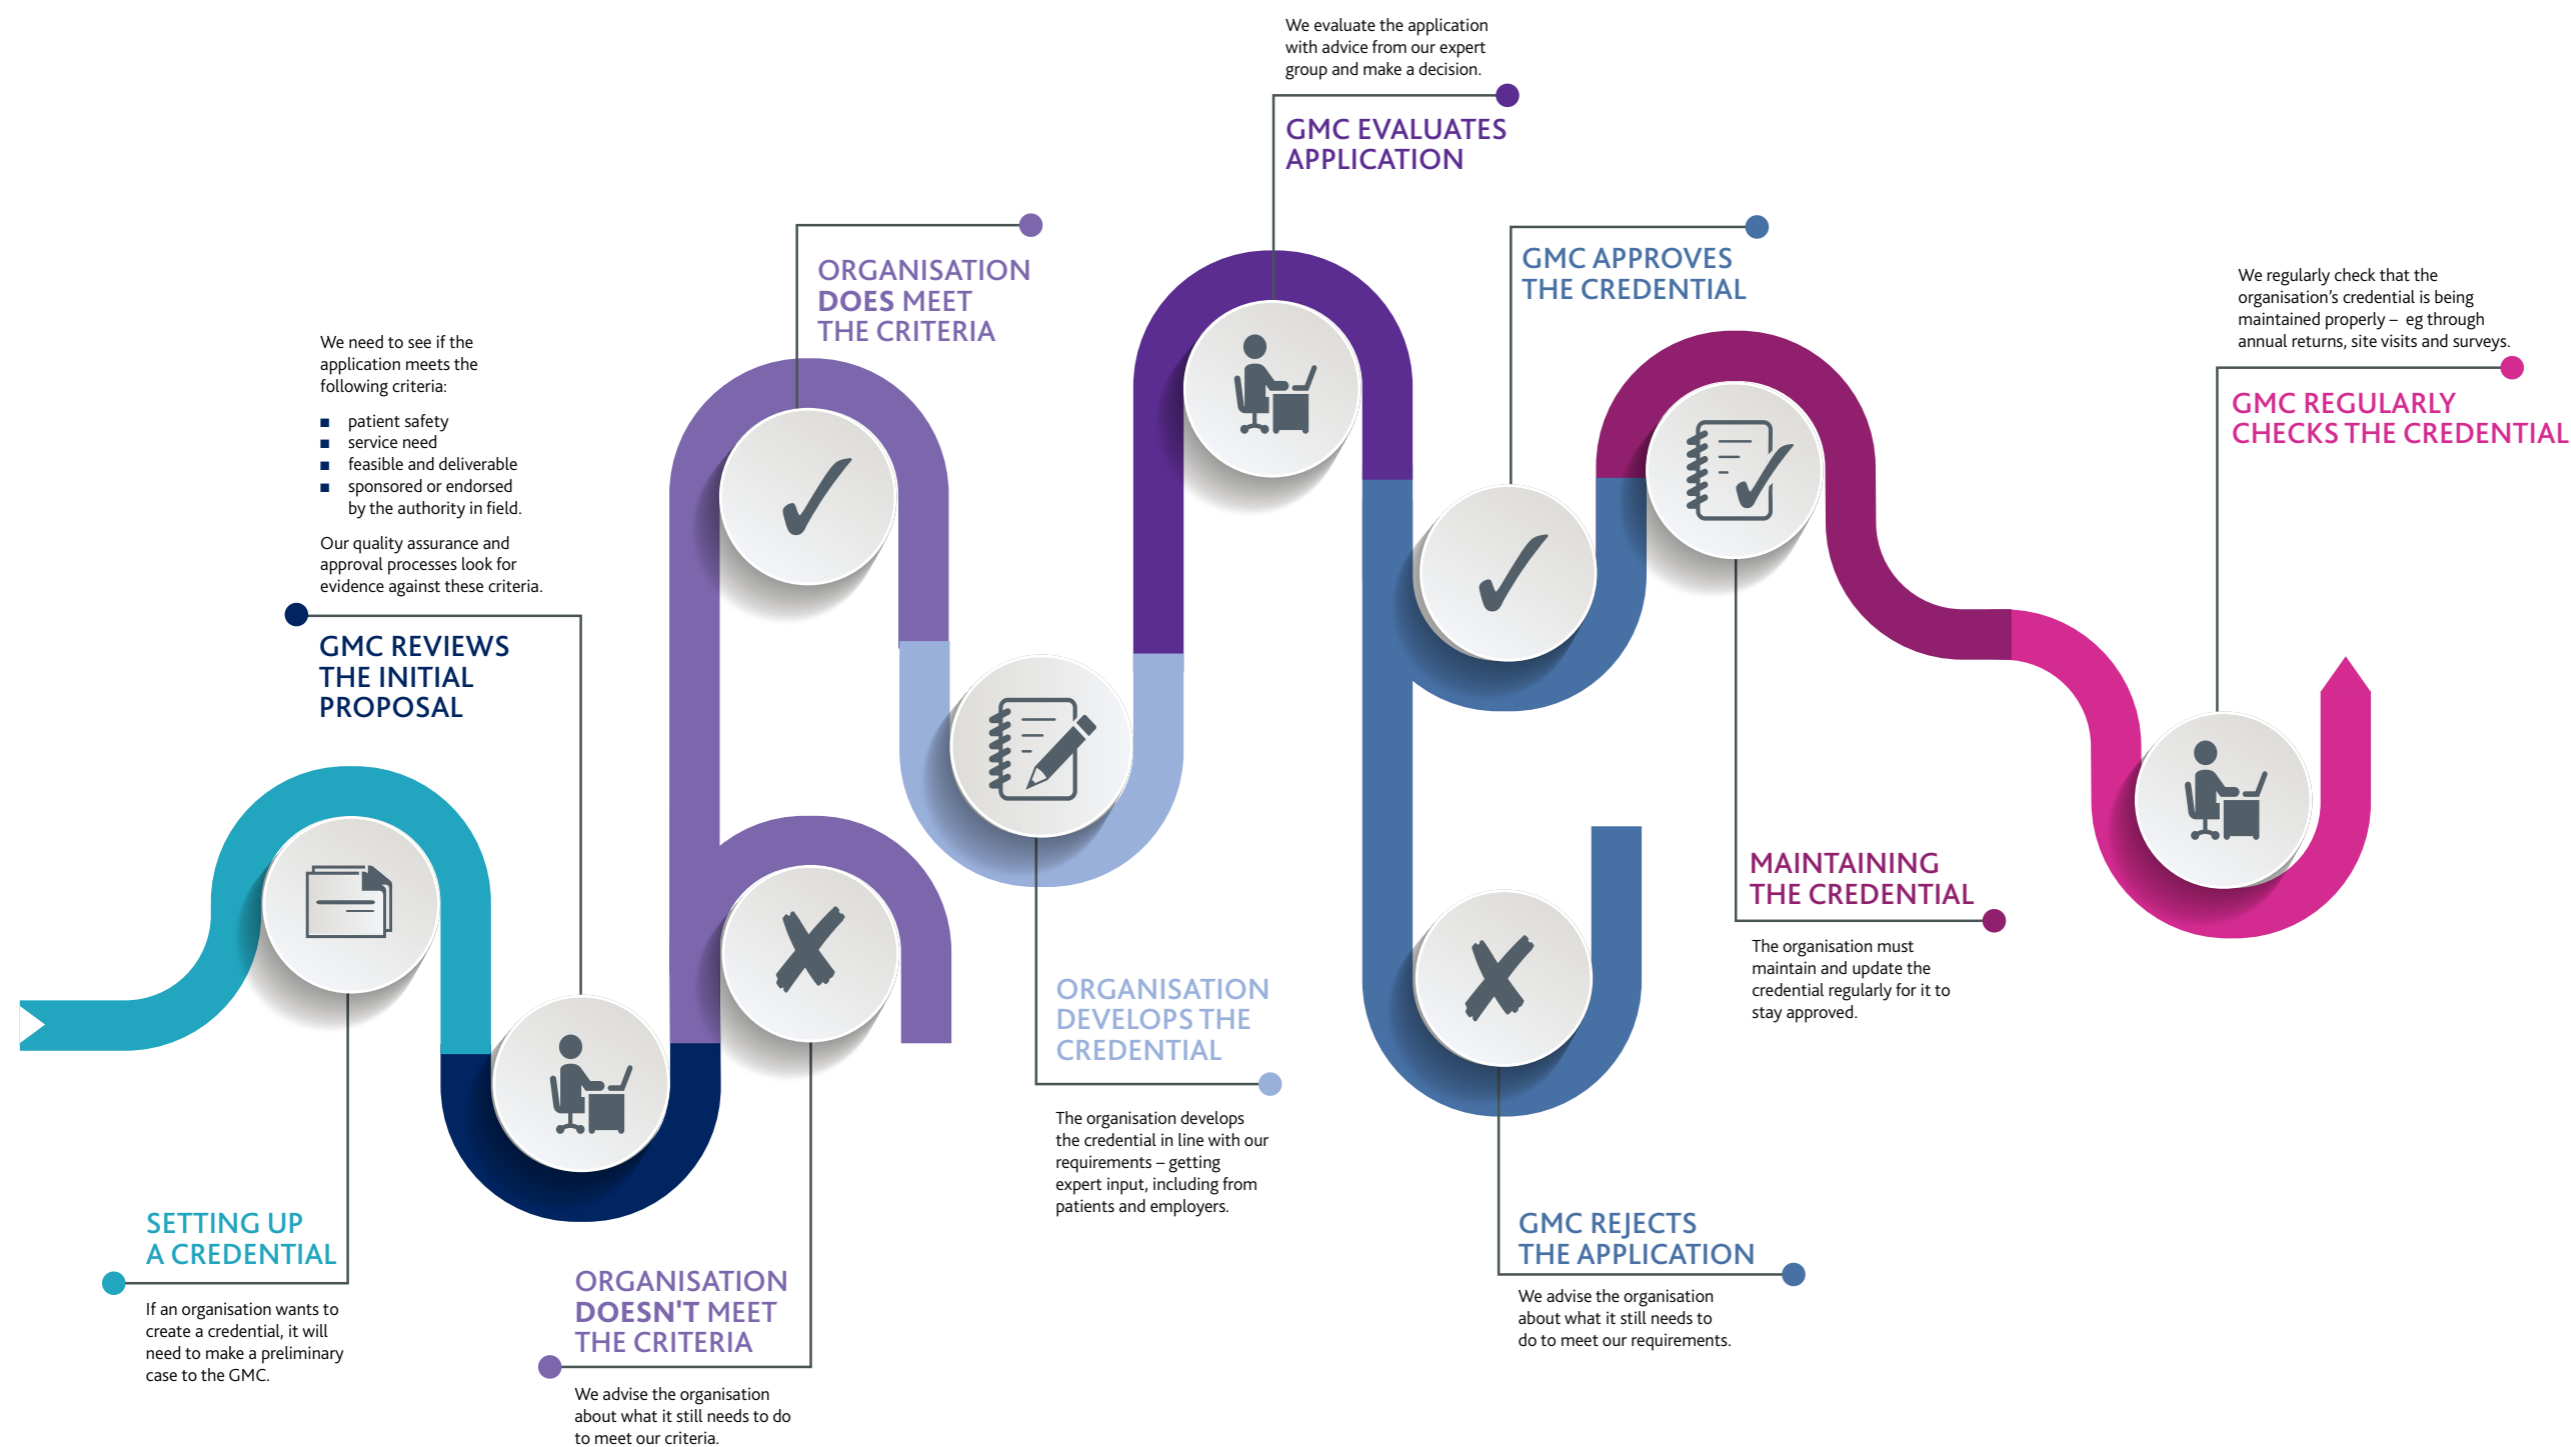 SETTING UP
A CREDENTIAL
If an organisation wants to
create a credential, it will
need to make a preliminary
case to the GMC.
We need to see if the
application meets the
following criteria:
■ patient safety
■ service need
■ feasible and deliverable
■ sponsored or endorsed
by the authority in field.
Our quality assurance and
approval processes look for
evidence against these criteria.
GMC REVIEWS
THE INITIAL
PROPOSAL
ORGANISATION
DOES MEET
THE CRITERIA
ORGANISATION
DOESN'T MEET
THE CRITERIA
We advise the organisation
about what it still needs to do
to meet our criteria.
ORGANISATION
DEVELOPS THE
CREDENTIAL
The organisation develops
the credential in line with our
requirements – getting
expert input, including from
patients and employers.
We evaluate the application
with advice from our expert
group and make a decision.
GMC EVALUATES
APPLICATION
GMC APPROVES
THE CREDENTIAL
GMC REJECTS
THE APPLICATION
We advise the organisation
about what it still needs to
do to meet our requirements.
MAINTAINING
THE CREDENTIAL
The organisation must
maintain and update the
credential regularly for it to
stay approved.
We regularly check that the
organisation's credential is being
maintained properly – eg through
annual returns, site visits and surveys.
GMC REGULARLY
CHECKS THE CREDENTIAL